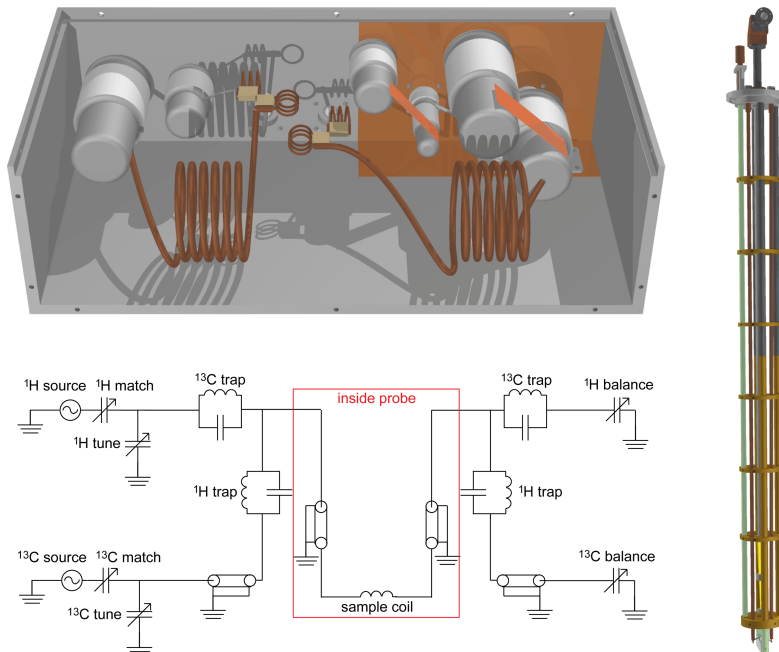 ¹³C trap
¹³C trap
¹H source
¹H match
inside probe
¹H balance
¹H tune
¹H trap
¹H trap
¹³C source
¹³C match
¹³C balance
¹³C tune
sample coil